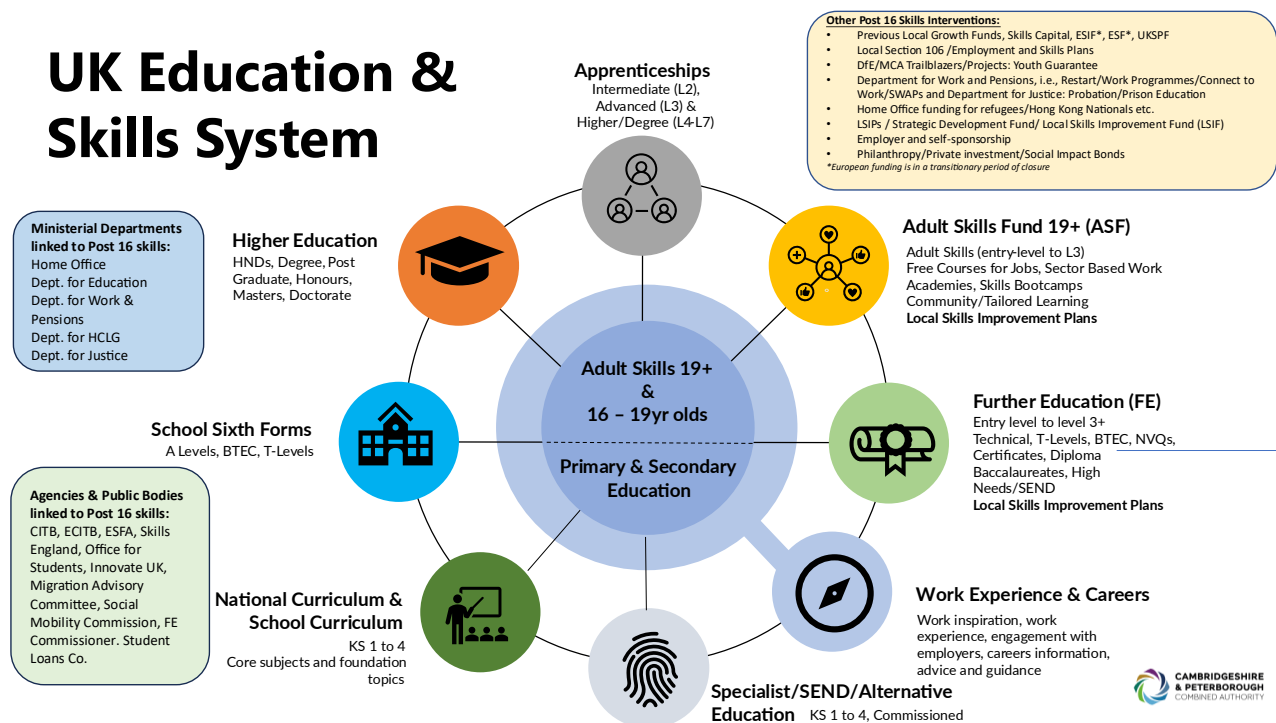 UK Education &
Skills System
Other Post 16 Skills Interventions:
• Previous Local Growth Funds, Skills Capital, ESIF*, ESF*, UKSPF
• Local Section 106 /Employment and Skills Plans
• DfE/MCA Trailblazers/Projects: Youth Guarantee
• Department for Work and Pensions, i.e., Restart/Work Programmes/Connect to
Work/SWAPs and Department for Justice: Probation/Prison Education
• Home Office funding for refugees/Hong Kong Nationals etc.
• LSIPs / Strategic Development Fund/ Local Skills Improvement Fund (LSIF)
• Employer and self-sponsorship
• Philanthropy/Private investment/Social Impact Bonds
*European funding is in a transitionary period of closure
Apprenticeships
Intermediate (L2),
Advanced (L3) &
Higher/Degree (L4-L7)
Ministerial Departments
linked to Post 16 skills:
Home Office
Dept. for Education
Dept. for Work &
Pensions
Dept. for HCLG
Dept. for Justice
Higher Education
HNDs, Degree, Post
Graduate, Honours,
Masters, Doctorate
Adult Skills Fund 19+ (ASF)
Adult Skills (entry-level to L3)
Free Courses for Jobs, Sector Based Work
Academies, Skills Bootcamps
Community/Tailored Learning
Local Skills Improvement Plans
Adult Skills 19+
&
16 – 19yr olds
Primary & Secondary
Education
School Sixth Forms
A Levels, BTEC, T-Levels
Further Education (FE)
Entry level to level 3+
Technical, T-Levels, BTEC, NVQs,
Certificates, Diploma
Baccalaureates, High
Needs/SEND
Local Skills Improvement Plans
Agencies & Public Bodies
linked to Post 16 skills:
CITB, ECITB, ESFA, Skills
England, Office for
Students, Innovate UK,
Migration Advisory
Committee, Social
Mobility Commission, FE
Commissioner. Student
Loans Co.
National Curriculum &
School Curriculum
KS 1 to 4
Core subjects and foundation
topics
Work Experience & Careers
Work inspiration, work
experience, engagement with
employers, careers information,
advice and guidance
Specialist/SEND/Alternative
Education KS 1 to 4, Commissioned
CAMBRIDGESHIRE
& PETERBOROUGH
COMBINED AUTHORITY